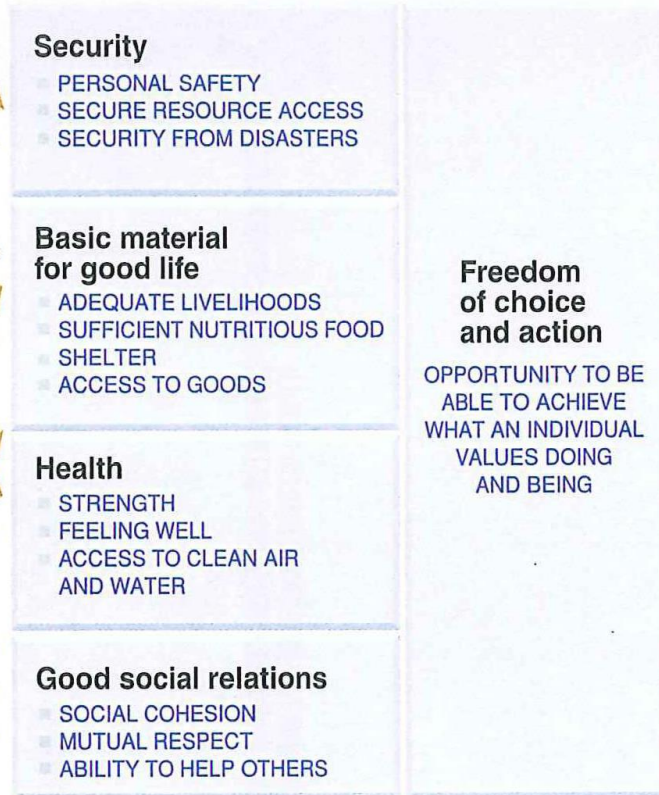 Security
PERSONAL SAFETY
SECURE RESOURCE ACCESS
SECURITY FROM DISASTERS
Basic material
for good life
ADEQUATE LIVELIHOODS
SUFFICIENT NUTRITIOUS FOOD
SHELTER
ACCESS TO GOODS
Health
STRENGTH
FEELING WELL
ACCESS TO CLEAN AIR
AND WATER
Good social relations
SOCIAL COHESION
MUTUAL RESPECT
ABILITY TO HELP OTHERS
Freedom
of choice
and action
OPPORTUNITY TO BE
ABLE TO ACHIEVE
WHAT AN INDIVIDUAL
VALUES DOING
AND BEING